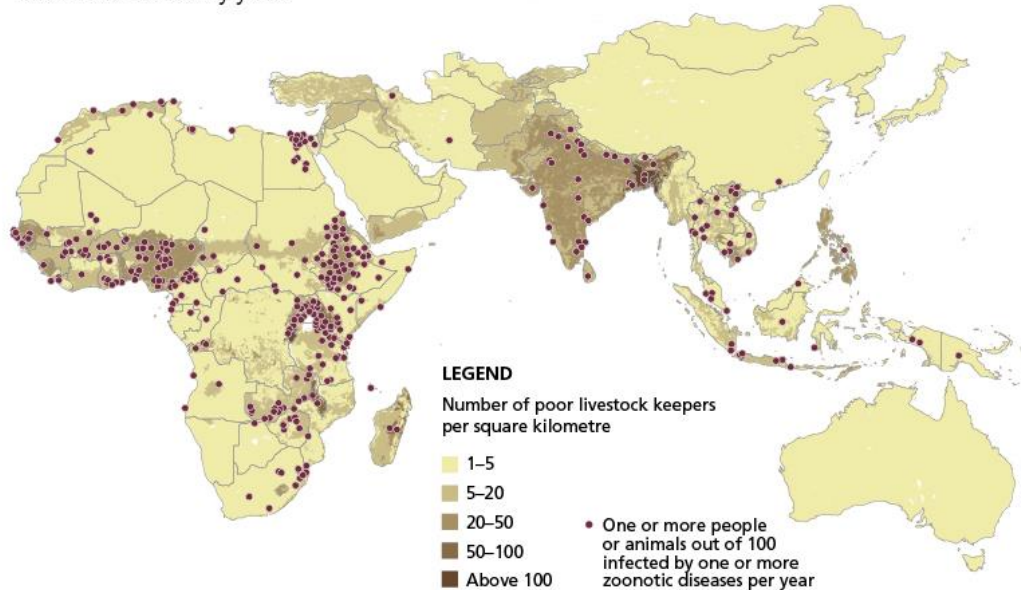 LEGEND
Number of poor livestock keepers
per square kilometre
1–5
5–20
20–50
50–100
Above 100
One or more people
or animals out of 100
infected by one or more
zoonotic diseases per year